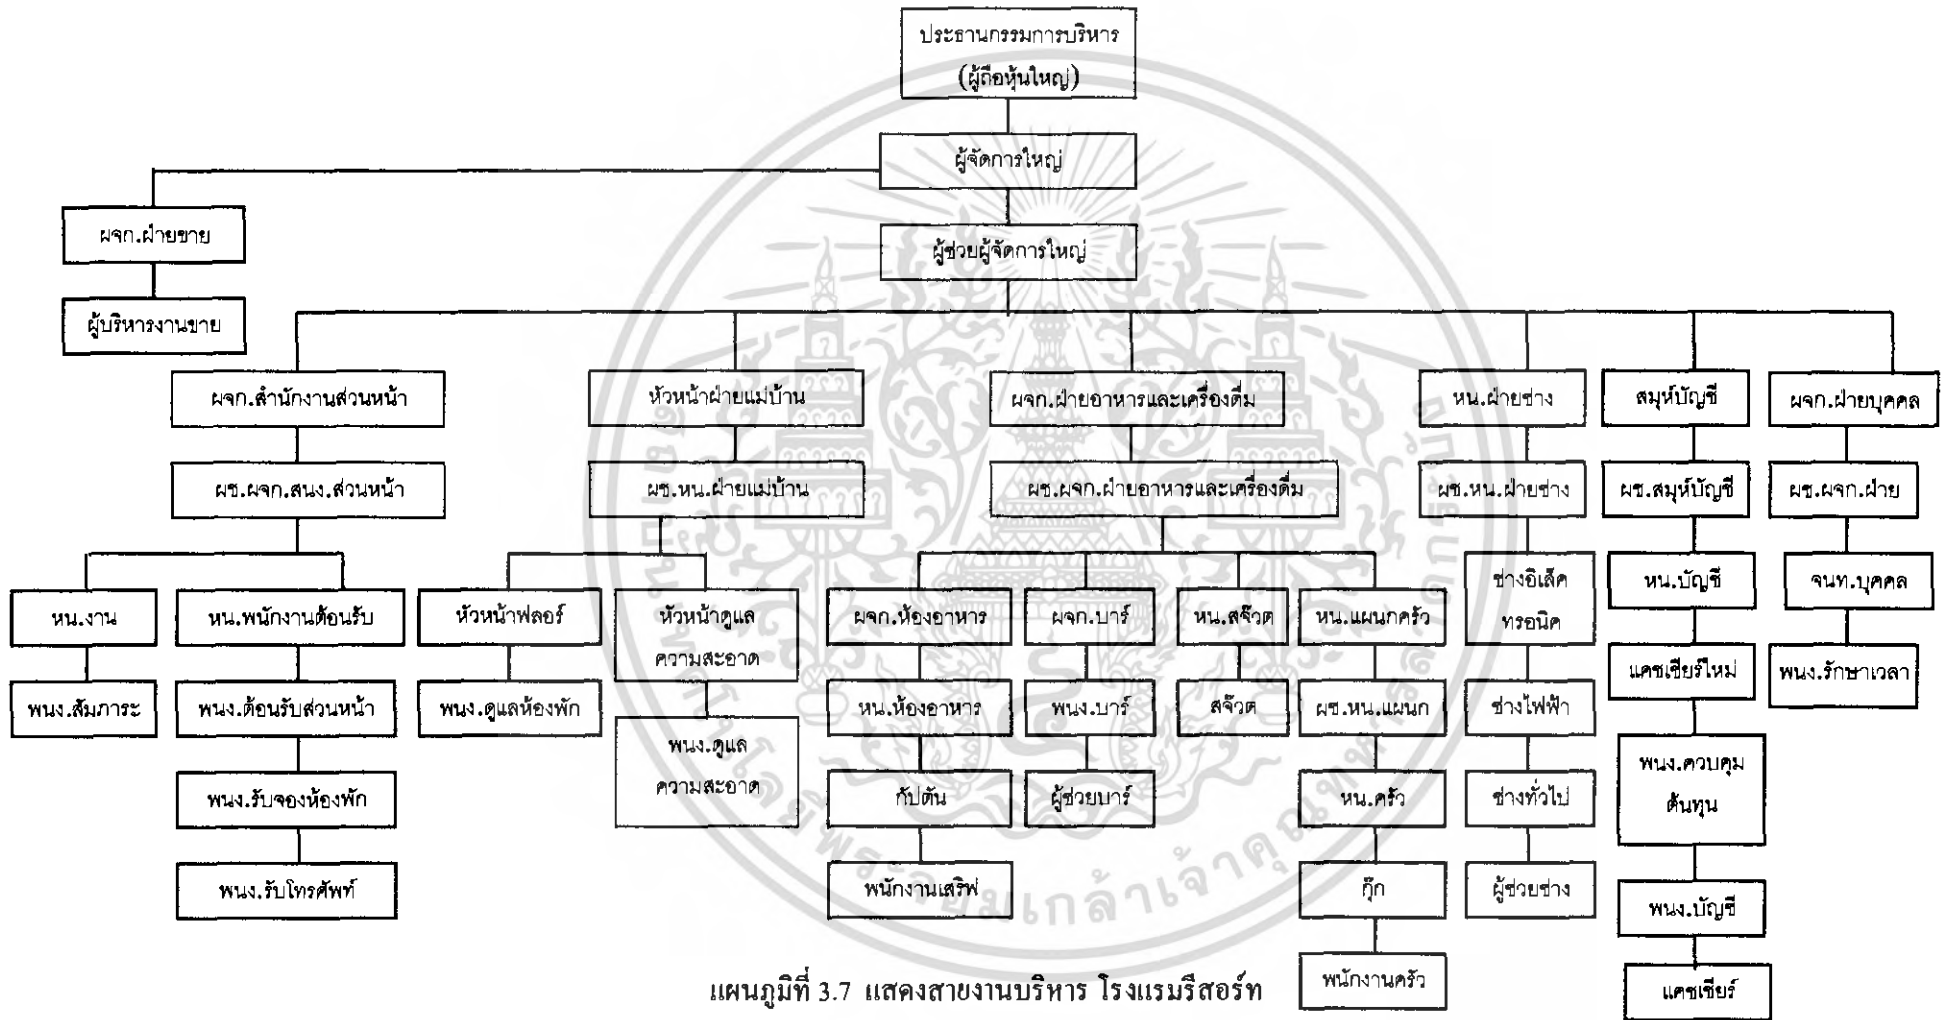 ประธานกรรมการบริหาร
(ผู้ถือหุ้นใหญ่)
ผู้จัดการใหญ่
ผจก.ฝ่ายขาย
ผู้ช่วยผู้จัดการใหญ่
ผู้บริหารงานขาย
ผจก.สำนักงานส่วนหน้า
หัวหน้าฝ่ายแม่บ้าน
ผจก.ฝ่ายอาหารและเครื่องดื่ม
หน.ฝ่ายช่าง
สมุห์บัญชี
ผจก.ฝ่ายบุคคล
ผช.ผจก.สนง.ส่วนหน้า
ผช.หน.ฝ่ายแม่บ้าน
ผช.ผจก.ฝ่ายอาหารและเครื่องดื่ม
ผช.หน.ฝ่ายช่าง
ผช.สมุห์บัญชี
ผช.ผจก.ฝ่าย
หน.งาน
หน.พนักงานต้อนรับ
หัวหน้าฟลอร์
หัวหน้าดูแล
ความสะอาด
ผจก.ห้องอาหาร
ผจก.บาร์
หน.สจ๊วต
หน.แผนกครัว
ช่างอิเล็ค
ทรอนิค
หน.บัญชี
จนท.บุคคล
พนง.สัมภาระ
พนง.ต้อนรับส่วนหน้า
พนง.ดูแลห้องพัก
พนง.ดูแล
ความสะอาด
หน.ห้องอาหาร
พนง.บาร์
สจ๊วต
ผช.หน.แผนก
ช่างไฟฟ้า
แคชเชียร์ใหม่
พนง.รักษาเวลา
พนง.รับจองห้องพัก
กัปตัน
ผู้ช่วยบาร์
หน.ครัว
ช่างทั่วไป
พนง.ควบคุม
ต้นทุน
พนง.รับโทรศัพท์
พนักงานเสริฟ
กุ๊ก
ผู้ช่วยช่าง
พนง.บัญชี
พนักงานครัว
แคชเชียร์
แผนภูมิที่ 3.7 แสดงสายงานบริหาร โรงแรมรีสอร์ท